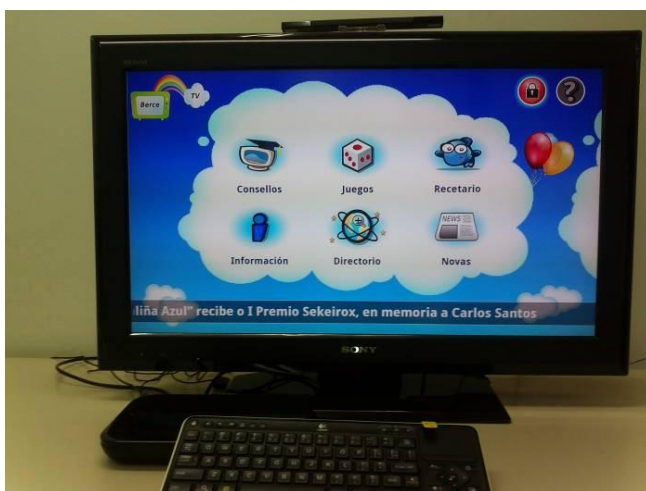 Berce
TV
Consellos
Juegos
Recetario
NEWS
Información
Directorio
Novas
liña Azul" recibe o I Premio Sekeirox, en memoria a Carlos Santos
SONY